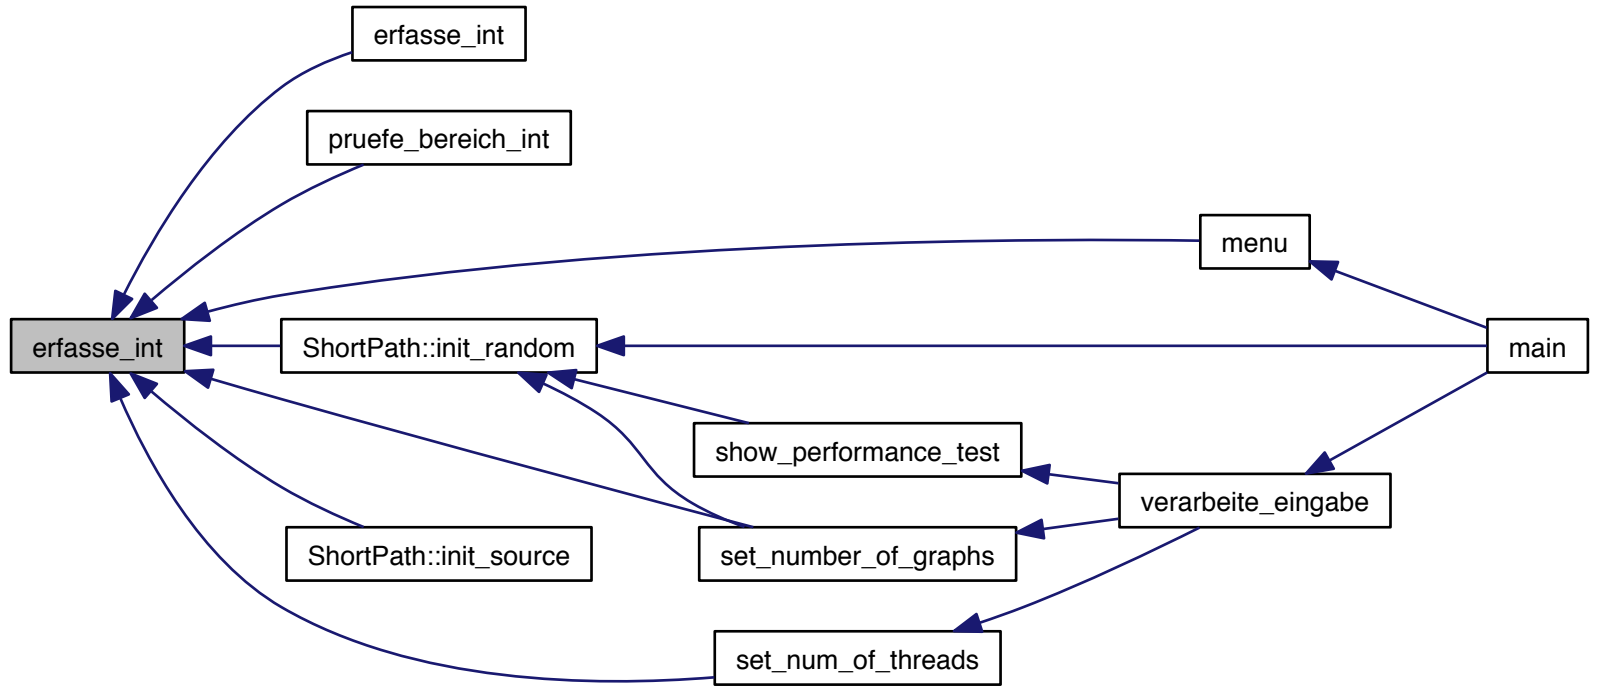 erfasse_int
pruefe_bereich_int
menu
erfasse_int
ShortPath::init_random
main
show_performance_test
verarbeite_eingabe
ShortPath::init_source
set_number_of_graphs
set_num_of_threads